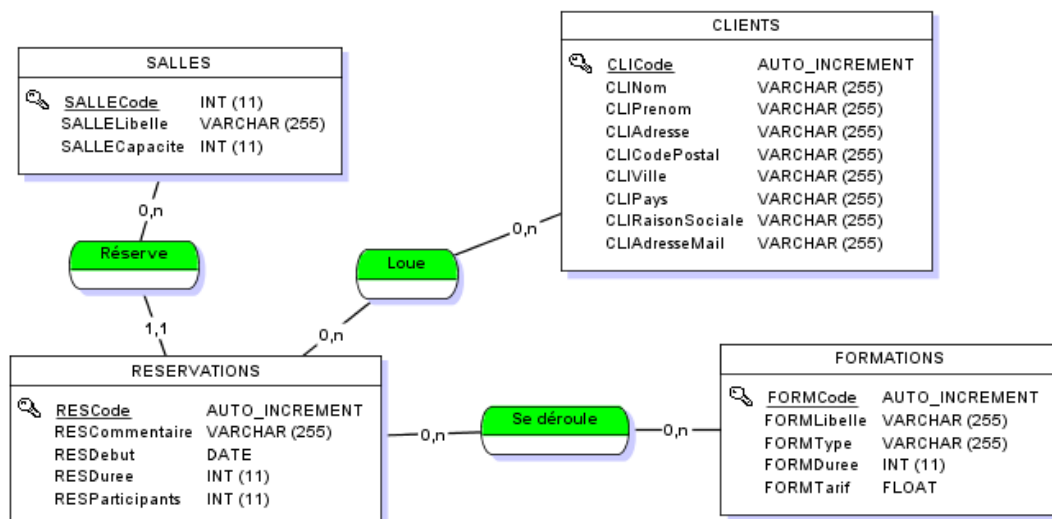 CLIENTS
CLICode AUTO_INCREMENT
CLINom VARCHAR (255)
CLIPrenom VARCHAR (255)
CLIAdresse VARCHAR (255)
CLICodePostal VARCHAR (255)
CLIVille VARCHAR (255)
CLIPays VARCHAR (255)
CLIRaisonSociale VARCHAR (255)
CLIAdresseMail VARCHAR (255)
SALLES
SALLECode INT (11)
SALLELibelle VARCHAR (255)
SALLECapacite INT (11)
0,n
Réserve
1,1
0,n
Loue
0,n
RESERVATIONS
RESCode AUTO_INCREMENT
RESCommentaire VARCHAR (255)
RESDebut DATE
RESDuree INT (11)
RESParticipants INT (11)
0,n
Se déroule
0,n
FORMATIONS
FORMCode AUTO_INCREMENT
FORMLibelle VARCHAR (255)
FORMType VARCHAR (255)
FORMDuree INT (11)
FORMTarif FLOAT